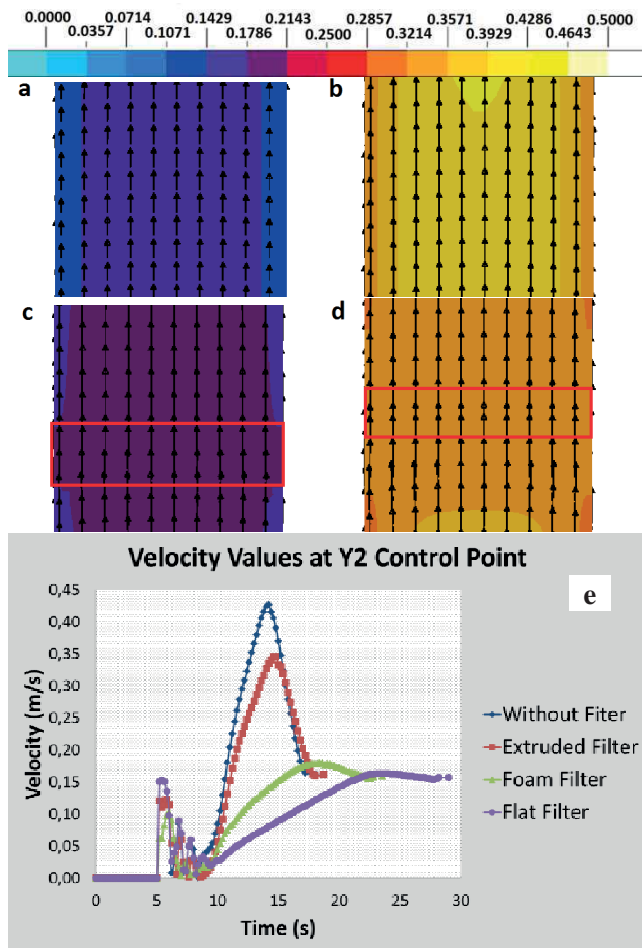 0.0000 0.0714 0.1429 0.2143 0.2857 0.3571 0.4286 0.5000
0.0357 0.1071 0.1786 0.2500 0.3214 0.3929 0.4643
a b
c d
Velocity Values at Y2 Control Point
e
Velocity (m/s)
0,45
0,40
0,35
0,30
0,25
0,20
0,15
0,10
0,05
0,00
Without Fiter
Extruded Filter
Foam Filter
Flat Filter
0 5 10 15 20 25 30
Time (s)